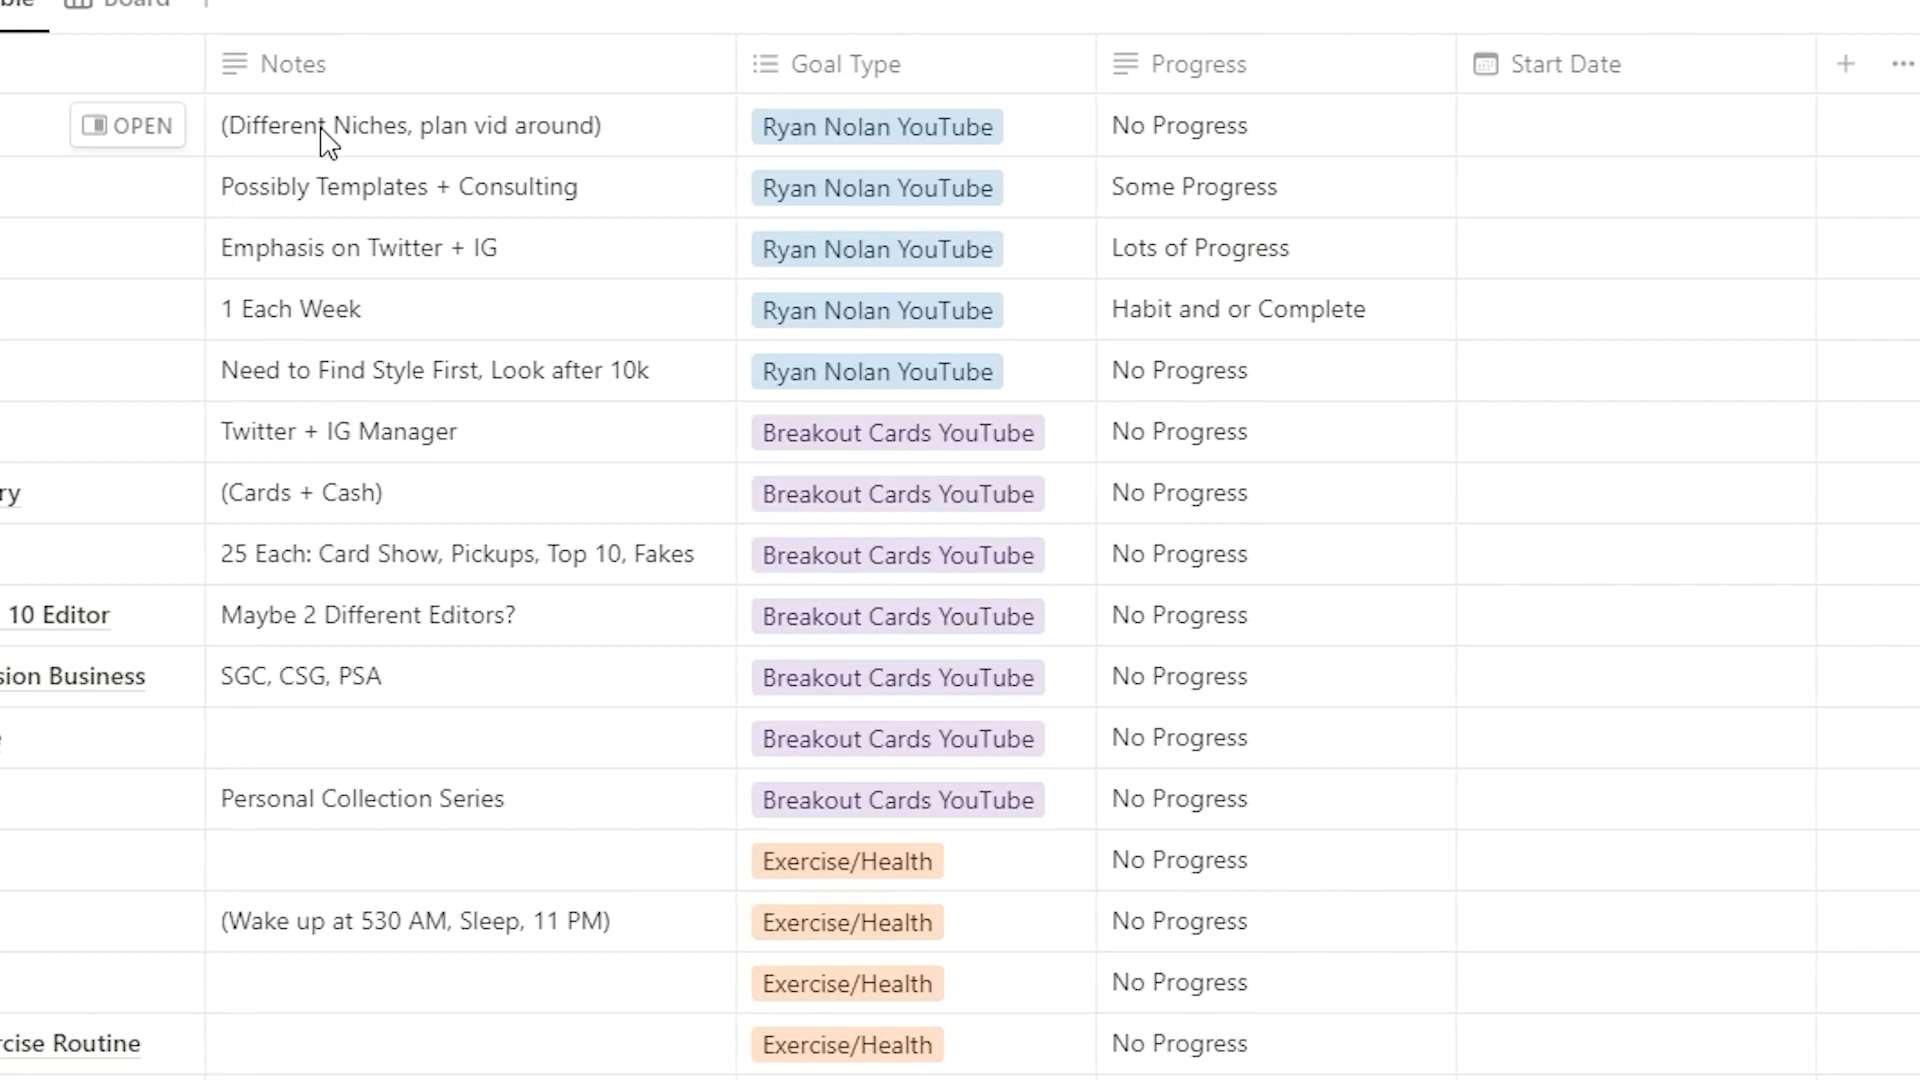 Board
Notes Goal Type Progress Start Date
OPEN (Different Niches, plan vid around) Ryan Nolan YouTube No Progress
Possibly Templates + Consulting Ryan Nolan YouTube Some Progress
Emphasis on Twitter + IG Ryan Nolan YouTube Lots of Progress
1 Each Week Ryan Nolan YouTube Habit and or Complete
Need to Find Style First, Look after 10k Ryan Nolan YouTube No Progress
Twitter + IG Manager Breakout Cards YouTube No Progress
ry (Cards + Cash) Breakout Cards YouTube No Progress
25 Each: Card Show, Pickups, Top 10, Fakes Breakout Cards YouTube No Progress
10 Editor Maybe 2 Different Editors? Breakout Cards YouTube No Progress
sion Business SGC, CSG, PSA Breakout Cards YouTube No Progress
Breakout Cards YouTube No Progress
Personal Collection Series Breakout Cards YouTube No Progress
Exercise/Health No Progress
(Wake up at 530 AM, Sleep, 11 PM) Exercise/Health No Progress
Exercise/Health No Progress
rcise Routine Exercise/Health No Progress